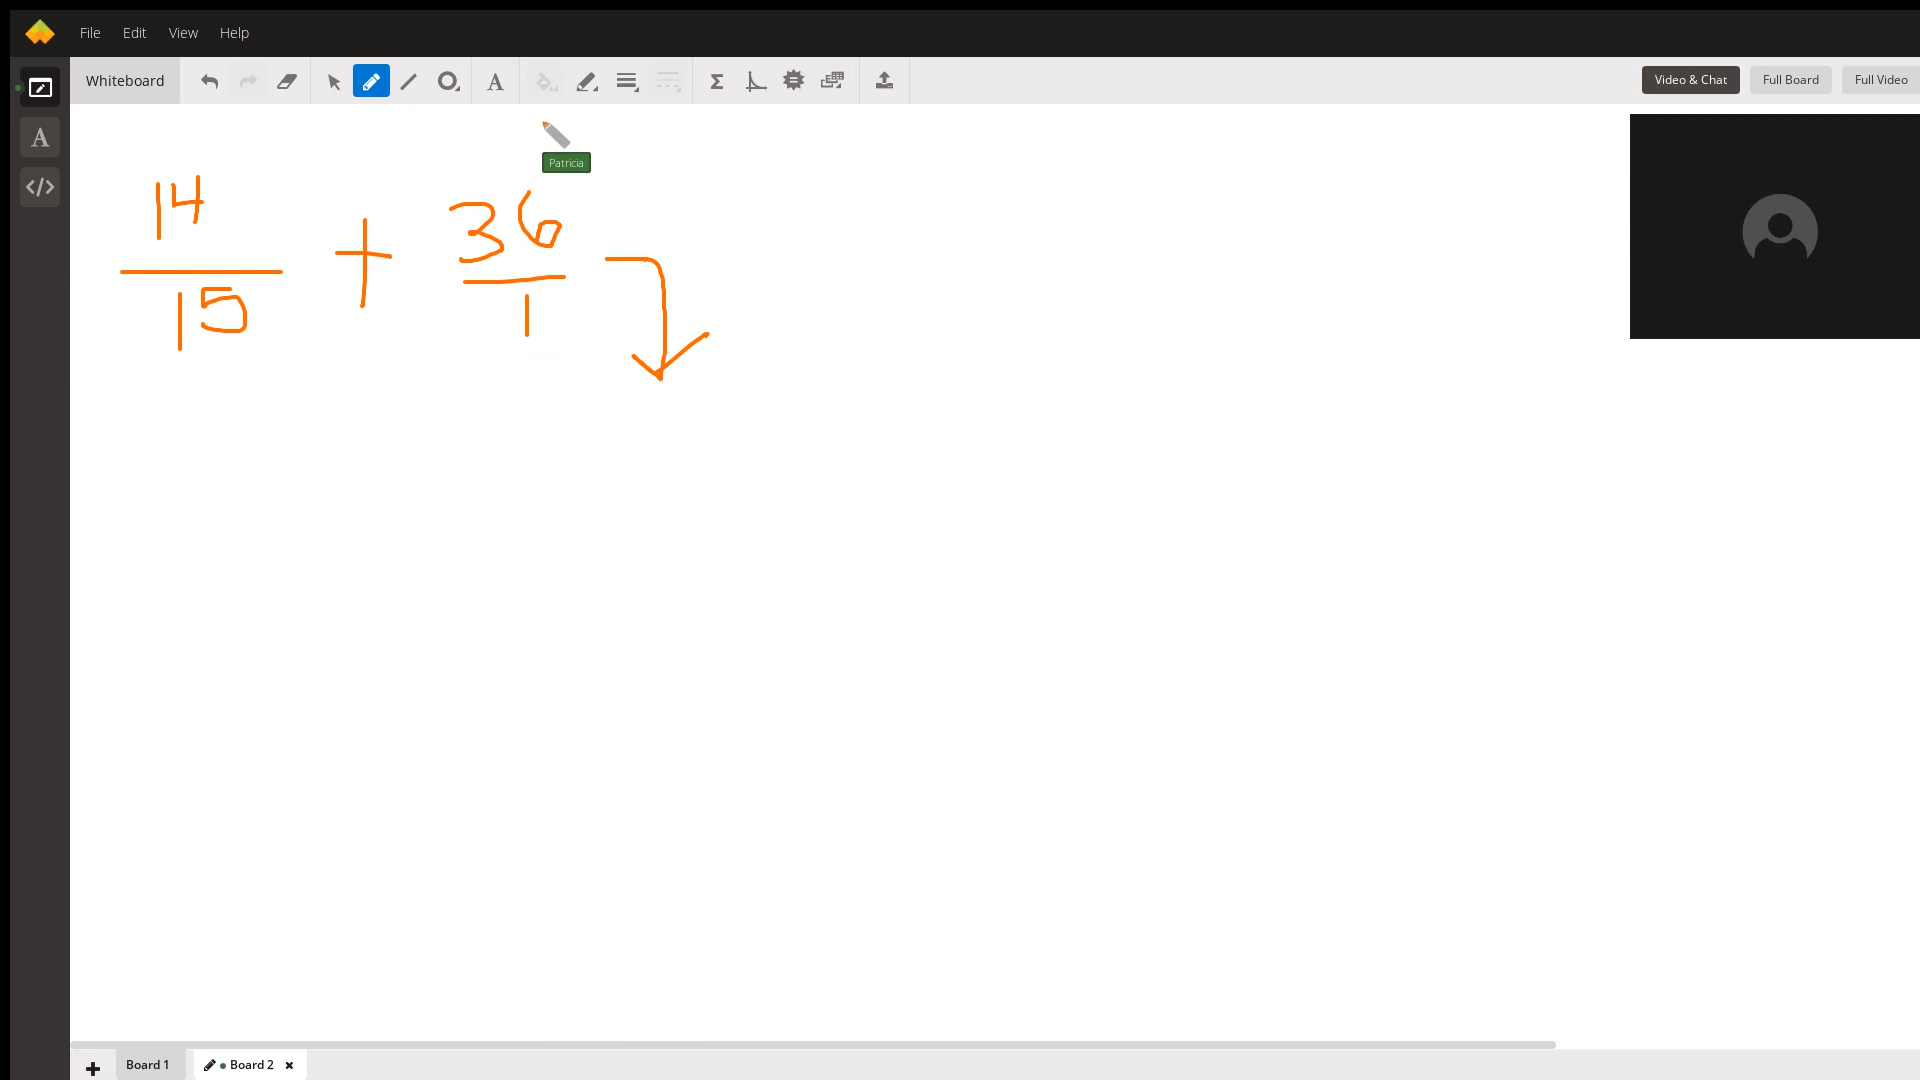 File Edit View Help
Whiteboard A Σ Video & Chat Full Board Full Video
A
</>
Patricia
14 + 36
15 1
+ Board 1 Board 2 ×